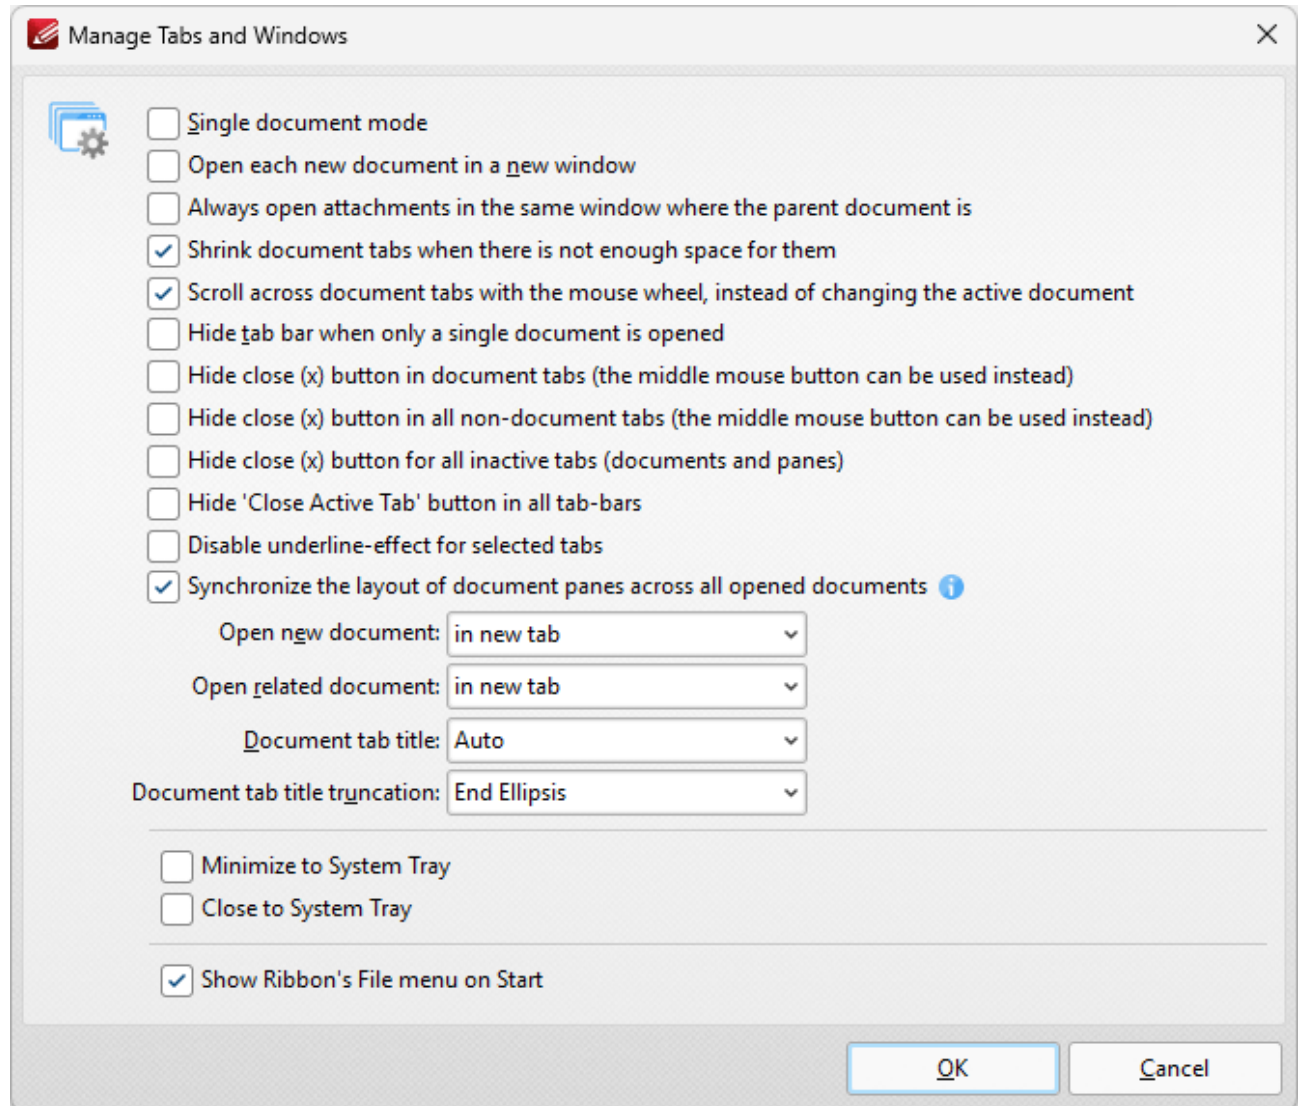 Manage Tabs and Windows
Single document mode
Open each new document in a new window
Always open attachments in the same window where the parent document is
Shrink document tabs when there is not enough space for them
Scroll across document tabs with the mouse wheel, instead of changing the active document
Hide tab bar when only a single document is opened
Hide close (x) button in document tabs (the middle mouse button can be used instead)
Hide close (x) button in all non-document tabs (the middle mouse button can be used instead)
Hide close (x) button for all inactive tabs (documents and panes)
Hide 'Close Active Tab' button in all tab-bars
Disable underline-effect for selected tabs
Synchronize the layout of document panes across all opened documents
Open new document: in new tab
Open related document: in new tab
Document tab title: Auto
Document tab title truncation: End Ellipsis
Minimize to System Tray
Close to System Tray
Show Ribbon's File menu on Start
OK Cancel